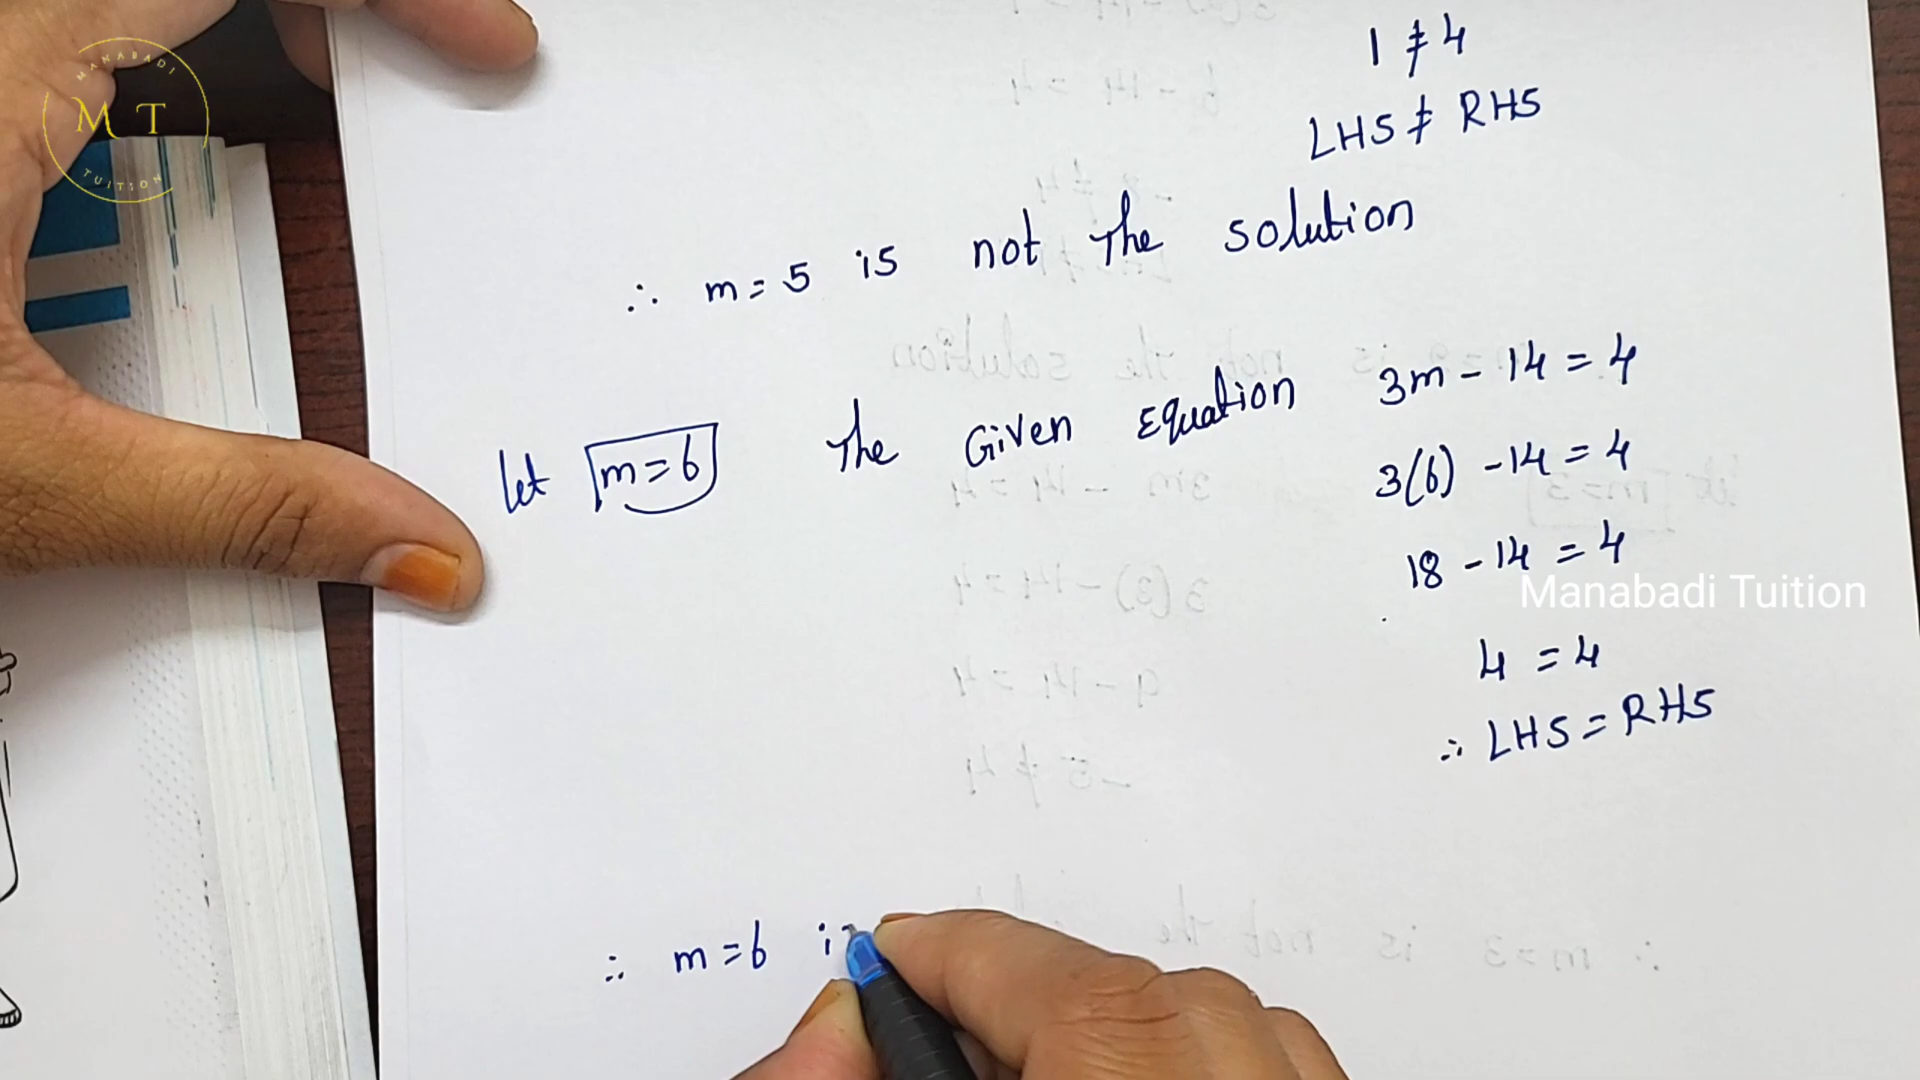 MANABADI
M T
TUITION
1 ≠ 4
LHS ≠ RHS
∴ m = 5 is not The solution
let m = 6 The Given Equation 3m - 14 = 4
3(6) - 14 = 4
18 - 14 = 4
Manabadi Tuition
4 = 4
∴ LHS = RHS
∴ m = 6